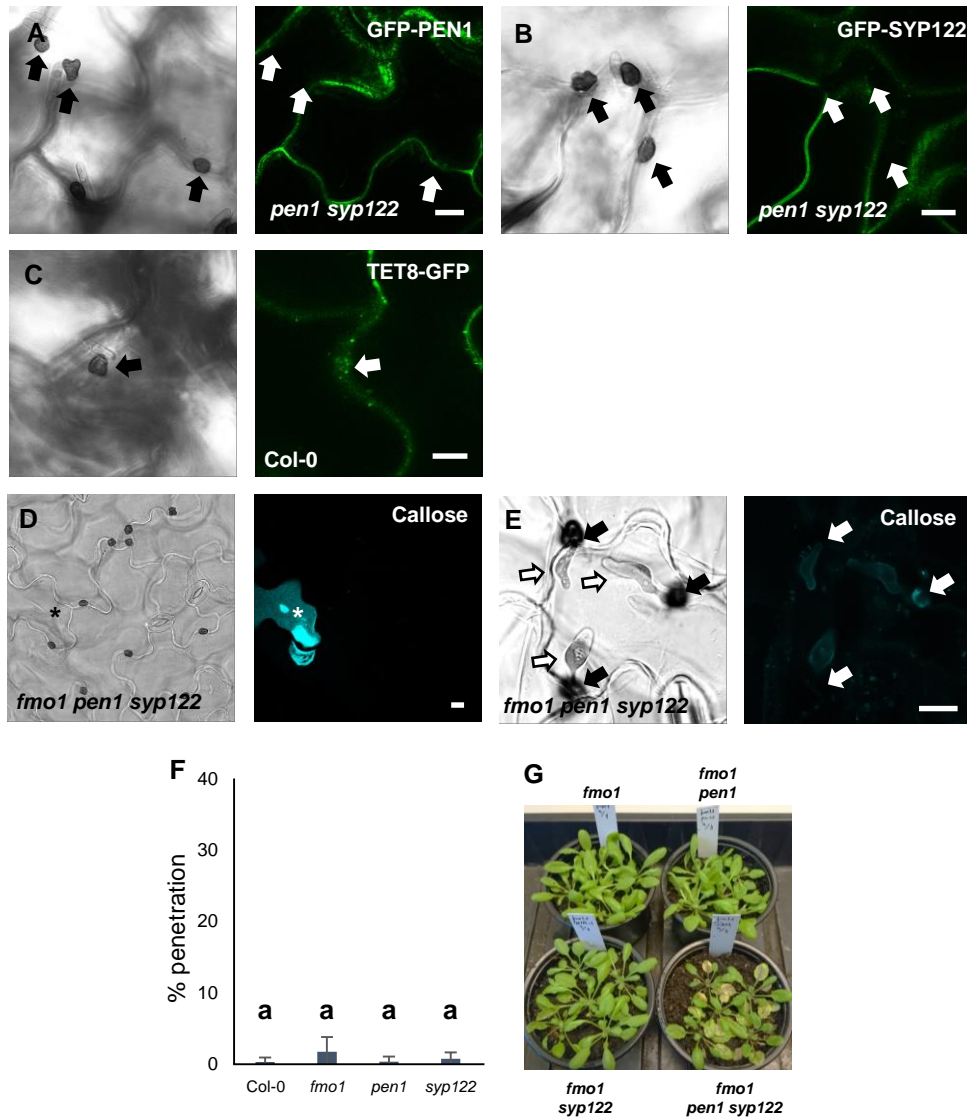 A
GFP-PEN1
pen1 syp122
B
GFP-SYP122
pen1 syp122
C
TET8-GFP
Col-0
D
*
fmo1 pen1 syp122
Callose
*
E
fmo1 pen1 syp122
Callose
F
% penetration
40
30
20
10
0
a a a a
Col-0 fmo1 pen1 syp122
G
fmo1
fmo1
pen1
fmo1
syp122
fmo1
pen1 syp122